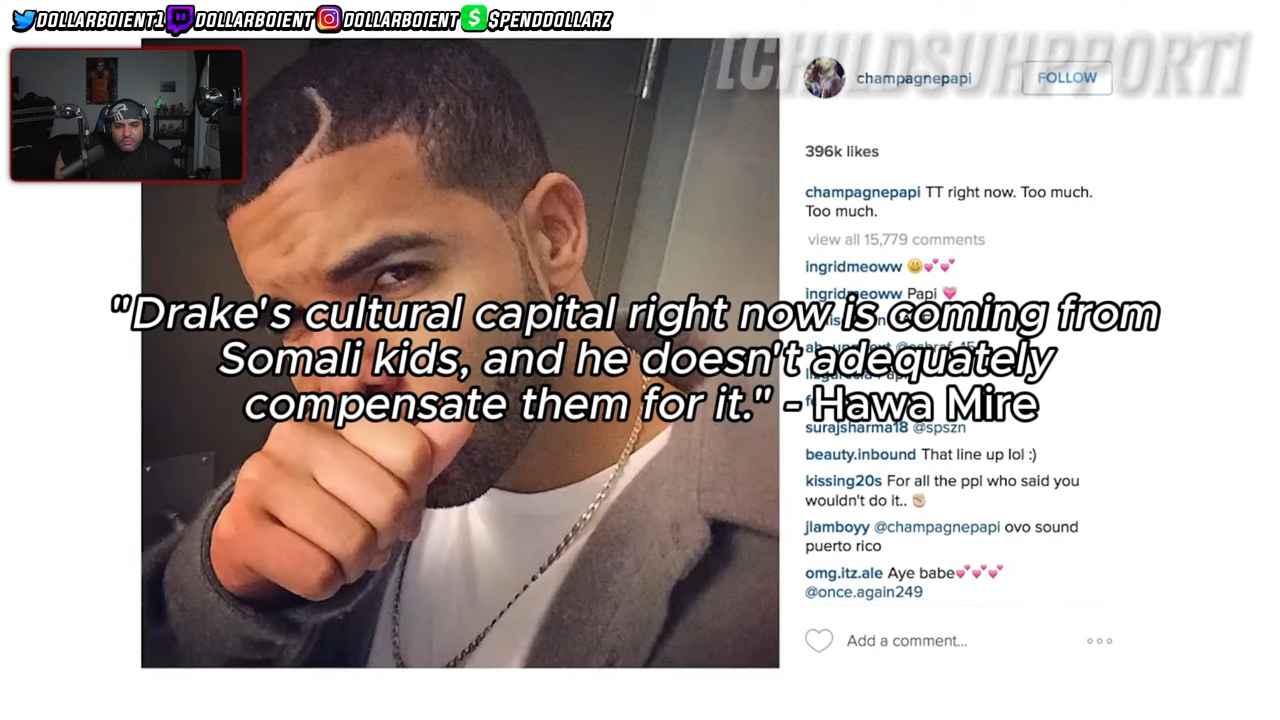 DOLLARBOIENT1 DOLLARBOIENT DOLLARBOIENT $PENDDOLLARZ
[CHILDSUHPPORT]
champagnepapi FOLLOW
396k likes
champagnepapi TT right now. Too much.
Too much.
view all 15,779 comments
ingridmeoww 😀💕💕
ingridmeoww Papi 💗
"Drake's cultural capital right now is coming from
Somali kids, and he doesn't adequately
compensate them for it." - Hawa Mire
surajsharma18 @spszn
beauty.inbound That line up lol :)
kissing20s For all the ppl who said you
wouldn't do it.. 👊🏼
jlamboyy @champagnepapi ovo sound
puerto rico
omg.itz.ale Aye babe💕💕💕
@once.again249
Add a comment...